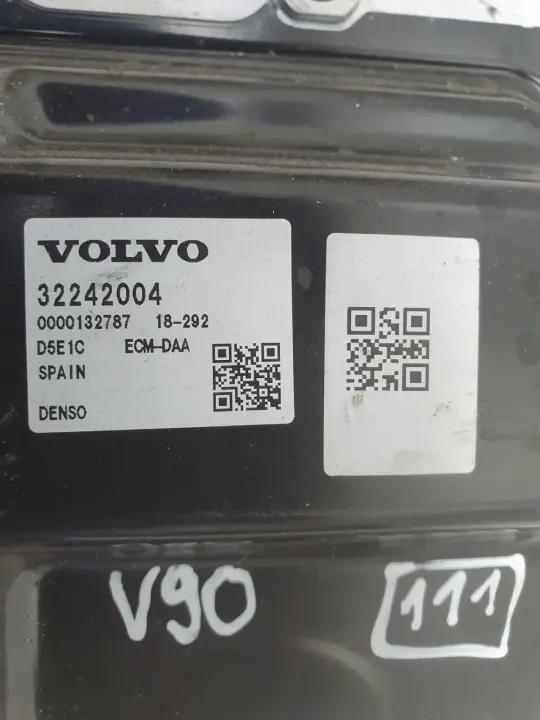 VOLVO
32242004
0000132787 18-292
D5E1C ECM-DAA
SPAIN
DENSO
V90
111